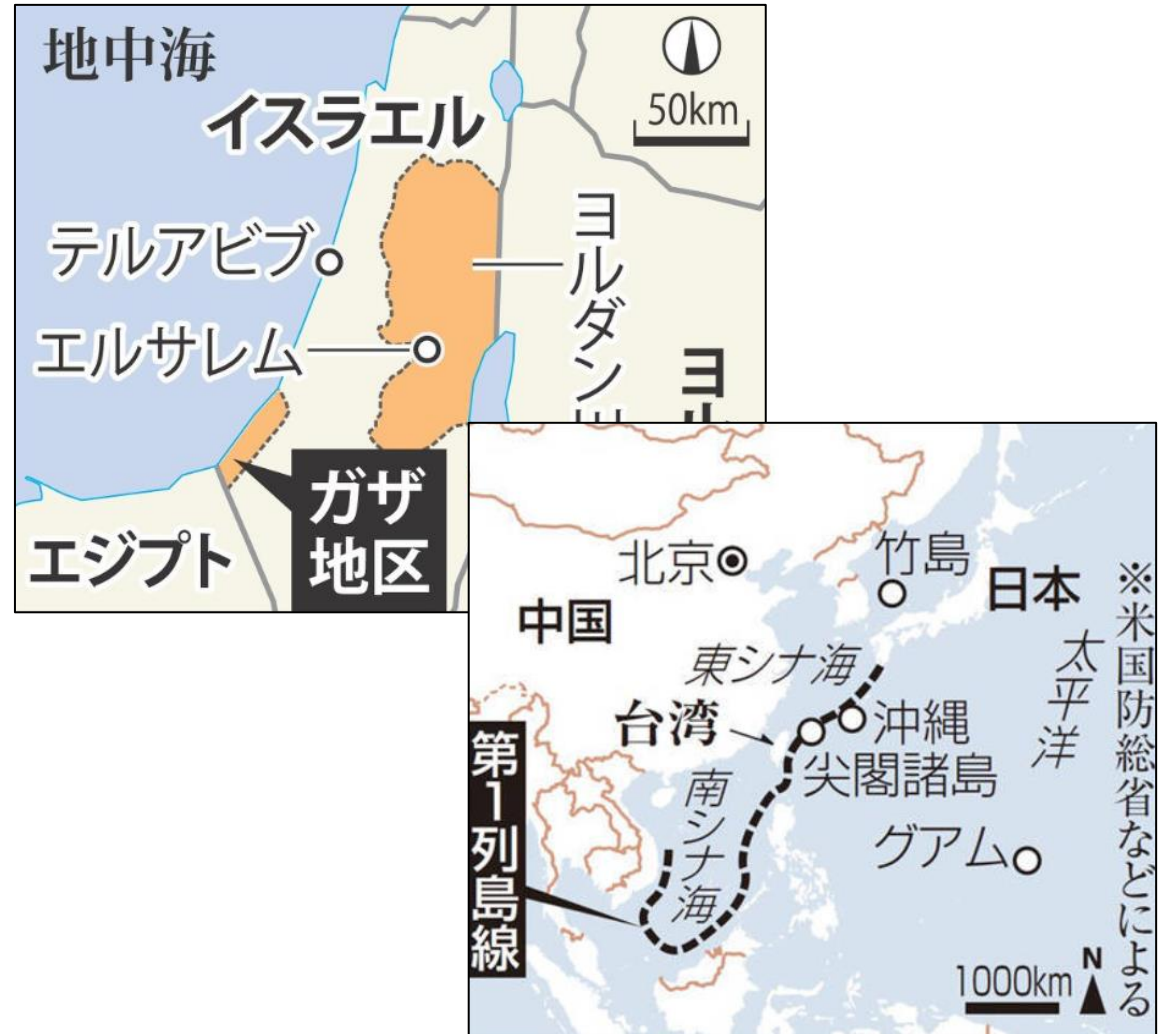 地中海
イスラエル
50km
テルアビブ
エルサレム
ヨルダン川
ヨル
ガザ
地区
エジプト
北京
竹島
日本
中国
東シナ海
太平洋
台湾
沖縄
尖閣諸島
第1列島線
南シナ海
グアム
1000km
N
※米国防総省などによる